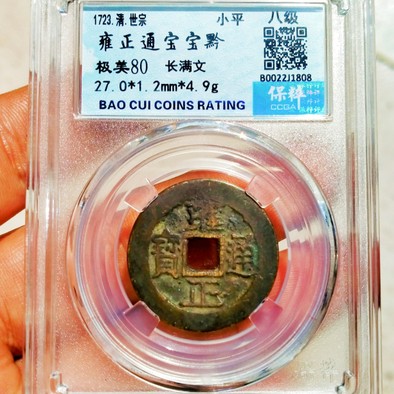 1723.清.世宗 小平 八级
雍正通宝宝黔
极美80 长满文
27.0*1.2mm*4.9g
B0022J1808
保粹
CCGA
BAO CUI COINS RATING
雍
寶 通
正